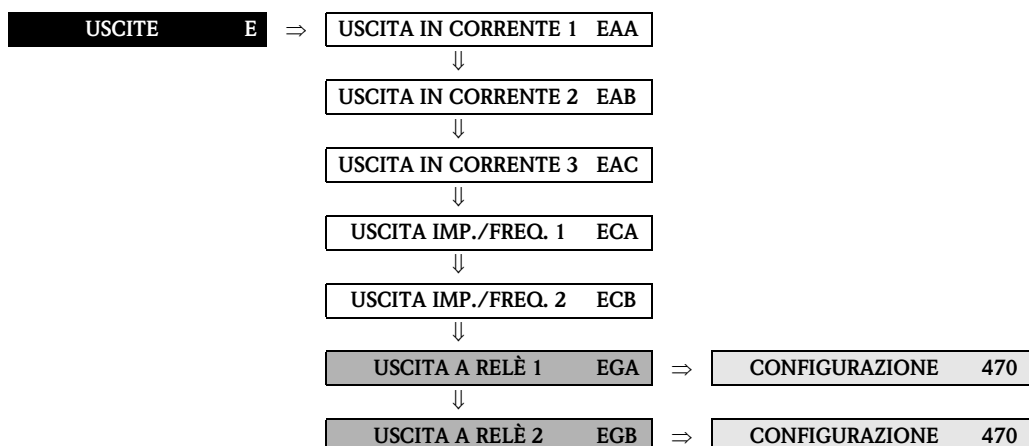 USCITE E ⇒ USCITA IN CORRENTE 1 EAA
⇓
USCITA IN CORRENTE 2 EAB
⇓
USCITA IN CORRENTE 3 EAC
⇓
USCITA IMP./FREQ. 1 ECA
⇓
USCITA IMP./FREQ. 2 ECB
⇓
USCITA A RELÈ 1 EGA ⇒ CONFIGURAZIONE 470
⇓
USCITA A RELÈ 2 EGB ⇒ CONFIGURAZIONE 470